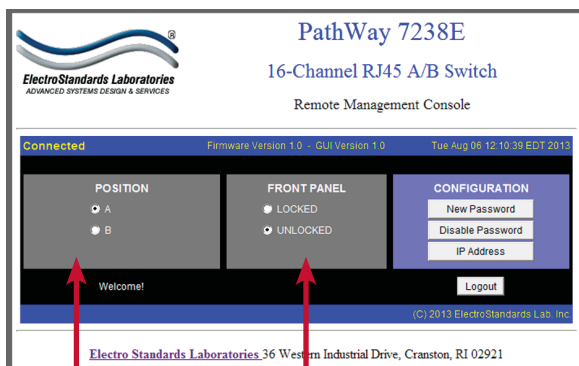 PathWay 7238E
®
ElectroStandards Laboratories
ADVANCED SYSTEMS DESIGN & SERVICES
16-Channel RJ45 A/B Switch
Remote Management Console
Connected Firmware Version 1.0 - GUI Version 1.0 Tue Aug 06 12:10:39 EDT 2013
POSITION
A
B
FRONT PANEL
LOCKED
UNLOCKED
CONFIGURATION
New Password
Disable Password
IP Address
Welcome!
Logout
(C) 2013 ElectroStandards Lab. Inc.
Electro Standards Laboratories 36 Western Industrial Drive, Cranston, RI 02921